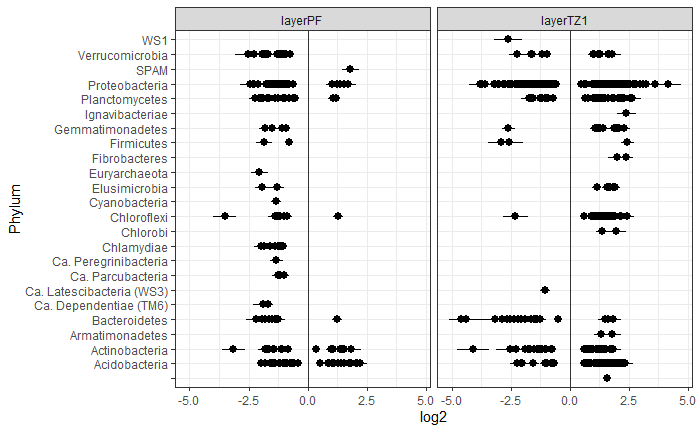 layerPF
layerTZ1
WS1
Verrucomicrobia
SPAM
Proteobacteria
Planctomycetes
Ignavibacteriae
Gemmatimonadetes
Firmicutes
Fibrobacteres
Euryarchaeota
Elusimicrobia
Cyanobacteria
Chloroflexi
Chlorobi
Chlamydiae
Ca. Peregrinibacteria
Ca. Parcubacteria
Ca. Latescibacteria (WS3)
Ca. Dependentiae (TM6)
Bacteroidetes
Armatimonadetes
Actinobacteria
Acidobacteria
Phylum
-5.0 -2.5 0.0 2.5 5.0
-5.0 -2.5 0.0 2.5 5.0
log2